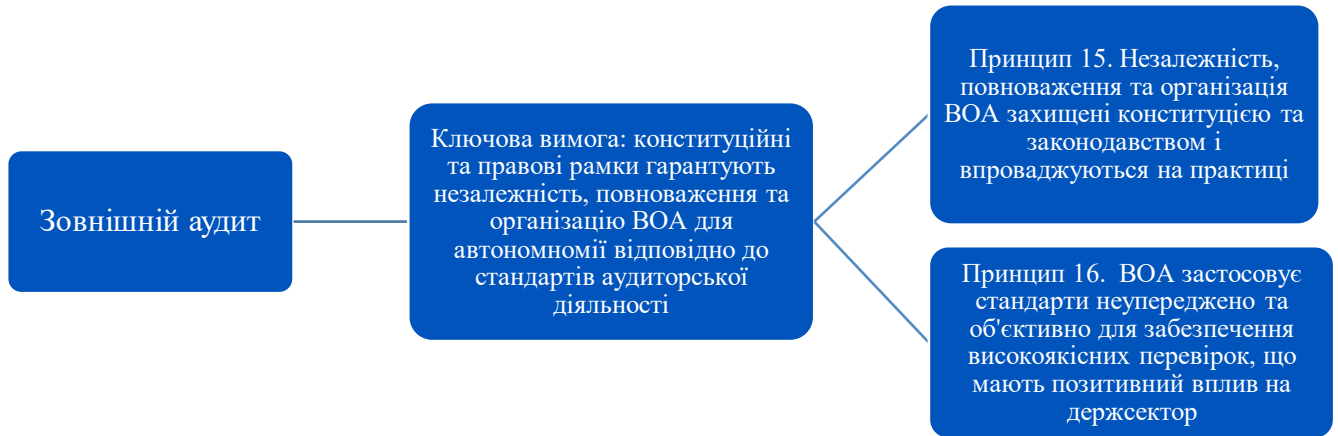 Зовнішній аудит
Ключова вимога: конституційні
та правові рамки гарантують
незалежність, повноваження та
організацію ВОА для
автономномії відповідно до
стандартів аудиторської
діяльності
Принцип 15. Незалежність,
повноваження та організація
ВОА захищені конституцією та
законодавством і
впроваджуються на практиці
Принцип 16. ВОА застосовує
стандарти неупереджено та
об'єктивно для забезпечення
високоякісних перевірок, що
мають позитивний вплив на
держсектор